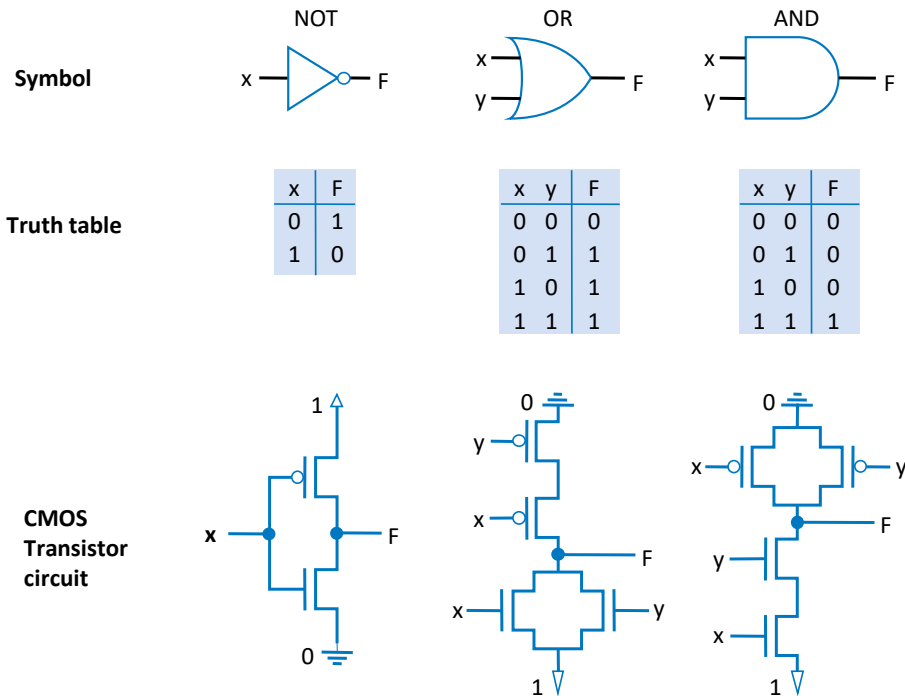 NOT OR AND
Symbol
x F
x y F
x y F
Truth table
x F
0 1
1 0
x y F
0 0 0
0 1 1
1 0 1
1 1 1
x y F
0 0 0
0 1 0
1 0 0
1 1 1
CMOS
Transistor
circuit
1
x F
0
0
y
x
F
x y
1
0
x y
F
y
x
1